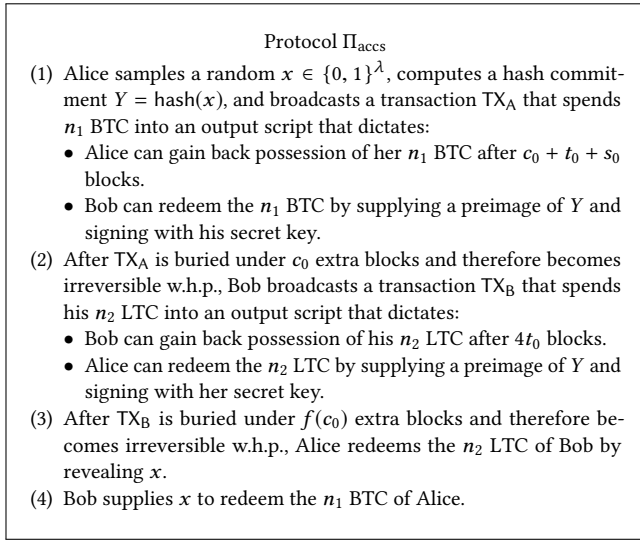 Protocol Π_accs
(1) Alice samples a random x ∈ {0, 1}^λ, computes a hash commit-
ment Y = hash(x), and broadcasts a transaction TX_A that spends
n_1 BTC into an output script that dictates:
• Alice can gain back possession of her n_1 BTC after c_0 + t_0 + s_0
blocks.
• Bob can redeem the n_1 BTC by supplying a preimage of Y and
signing with his secret key.
(2) After TX_A is buried under c_0 extra blocks and therefore becomes
irreversible w.h.p., Bob broadcasts a transaction TX_B that spends
his n_2 LTC into an output script that dictates:
• Bob can gain back possession of his n_2 LTC after 4t_0 blocks.
• Alice can redeem the n_2 LTC by supplying a preimage of Y and
signing with her secret key.
(3) After TX_B is buried under f(c_0) extra blocks and therefore be-
comes irreversible w.h.p., Alice redeems the n_2 LTC of Bob by
revealing x.
(4) Bob supplies x to redeem the n_1 BTC of Alice.